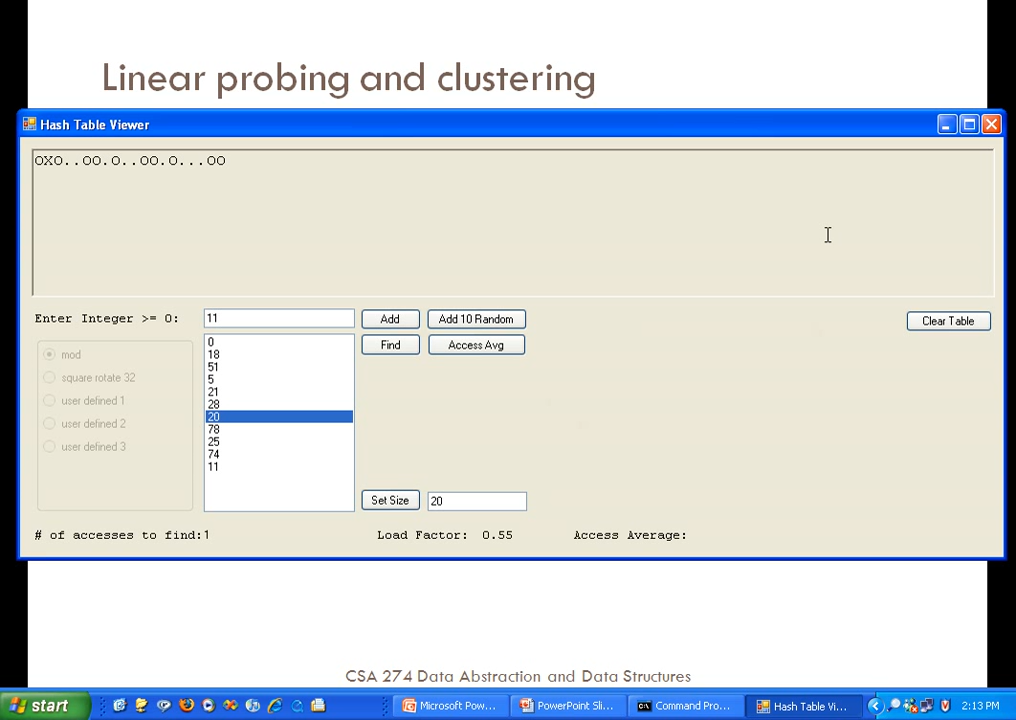 Linear probing and clustering
Hash Table Viewer
OXO..OO.O..OO.O...OO
Enter Integer >= 0:
11
Add
Add 10 Random
Clear Table
Find
Access Avg
mod
square rotate 32
user defined 1
user defined 2
user defined 3
0
18
51
5
21
28
20
78
25
74
11
Set Size
20
# of accesses to find:1
Load Factor: 0.55
Access Average:
CSA 274 Data Abstraction and Data Structures
start
Microsoft Pow...
PowerPoint Sli...
Command Pro...
Hash Table Vi...
2:13 PM